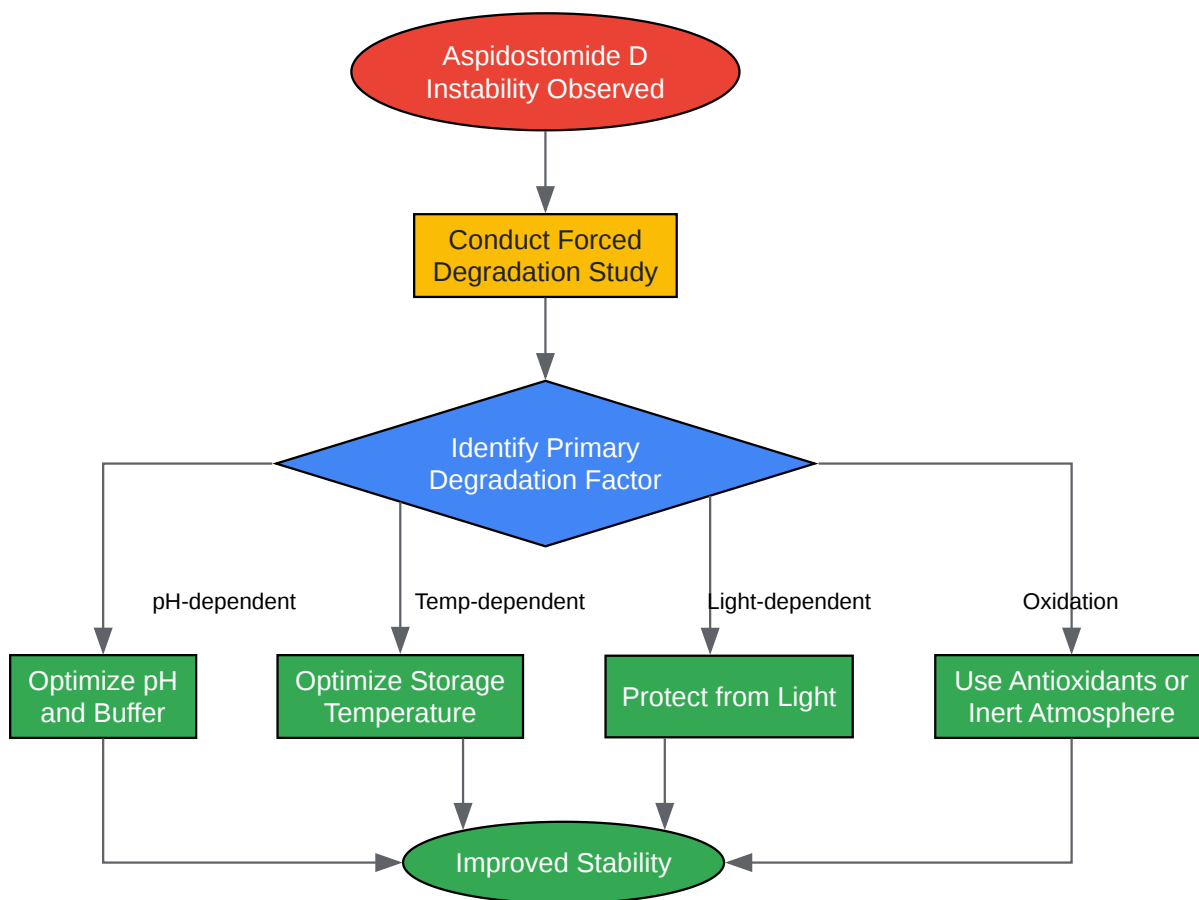 Aspidostomide D
Instability Observed
Conduct Forced
Degradation Study
Identify Primary
Degradation Factor
pH-dependent
Temp-dependent
Light-dependent
Oxidation
Optimize pH
and Buffer
Optimize Storage
Temperature
Protect from Light
Use Antioxidants or
Inert Atmosphere
Improved Stability